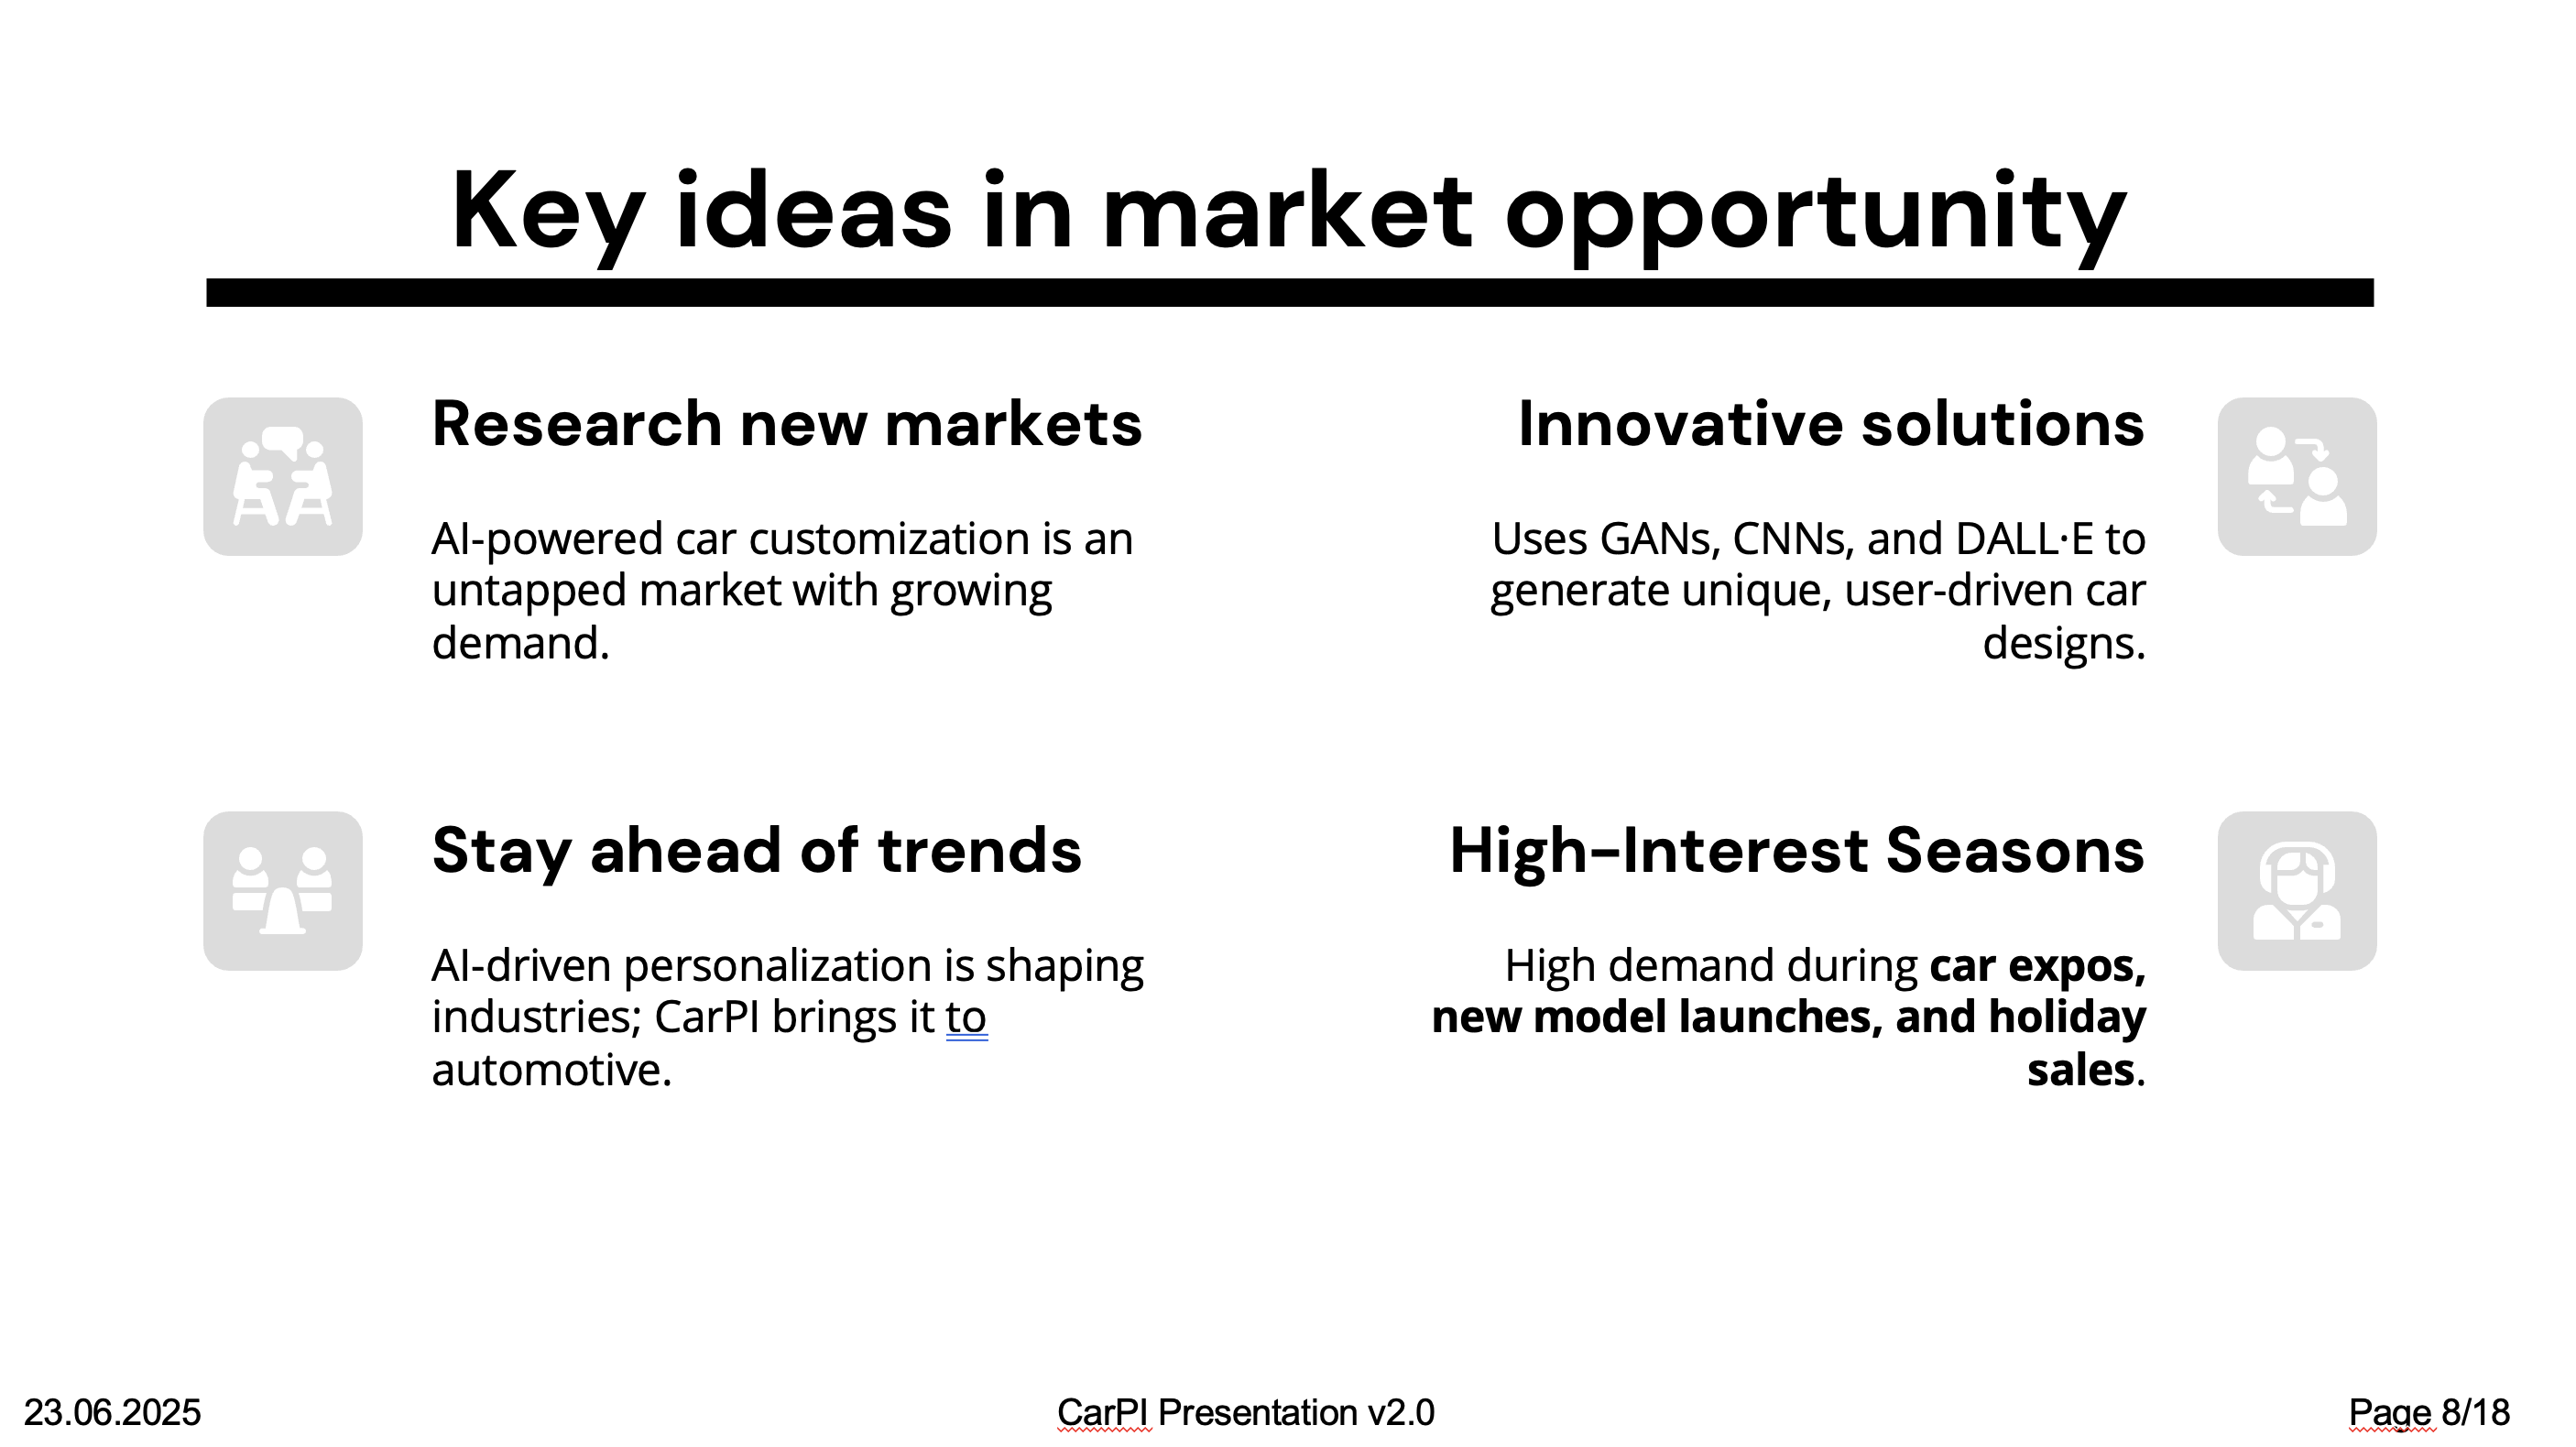 Key ideas in market opportunity
Research new markets
AI-powered car customization is an
untapped market with growing
demand.
Innovative solutions
Uses GANs, CNNs, and DALL·E to
generate unique, user-driven car
designs.
Stay ahead of trends
AI-driven personalization is shaping
industries; CarPI brings it to
automotive.
High-Interest Seasons
High demand during car expos,
new model launches, and holiday
sales.
23.06.2025
CarPI Presentation v2.0
Page 8/18